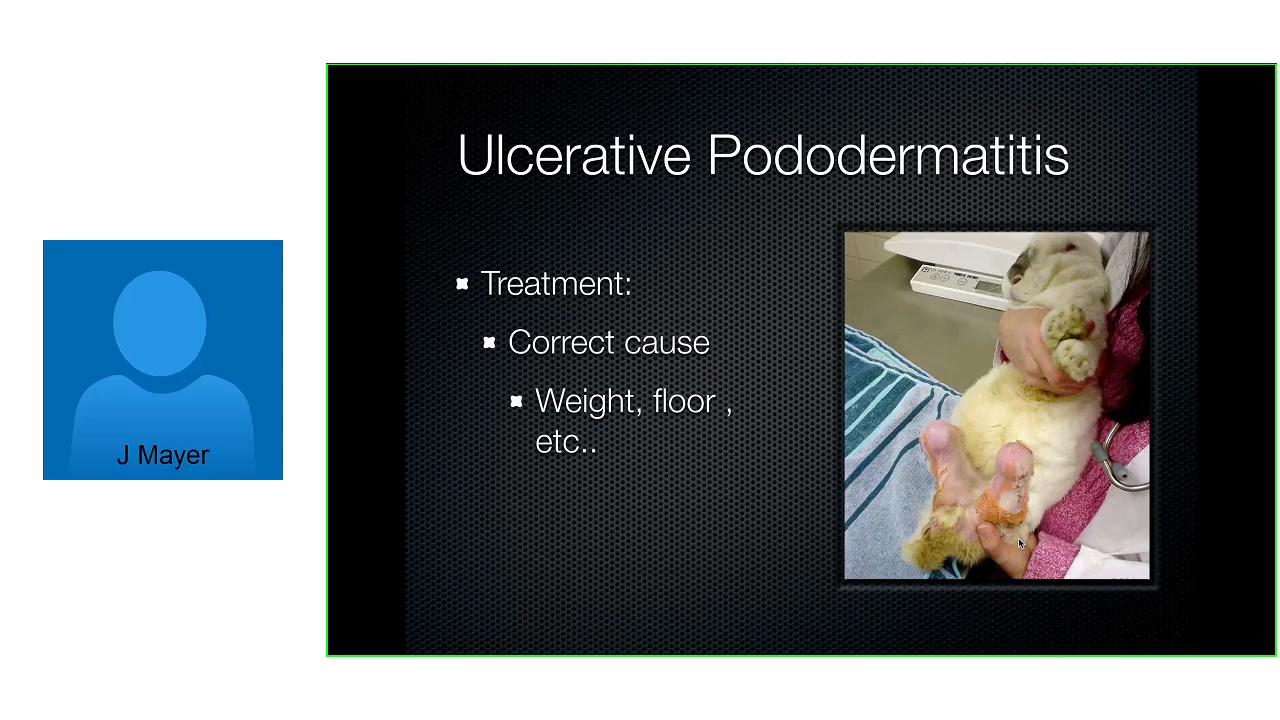 Ulcerative Pododermatitis
Treatment:
Correct cause
Weight, floor ,
etc..
J Mayer